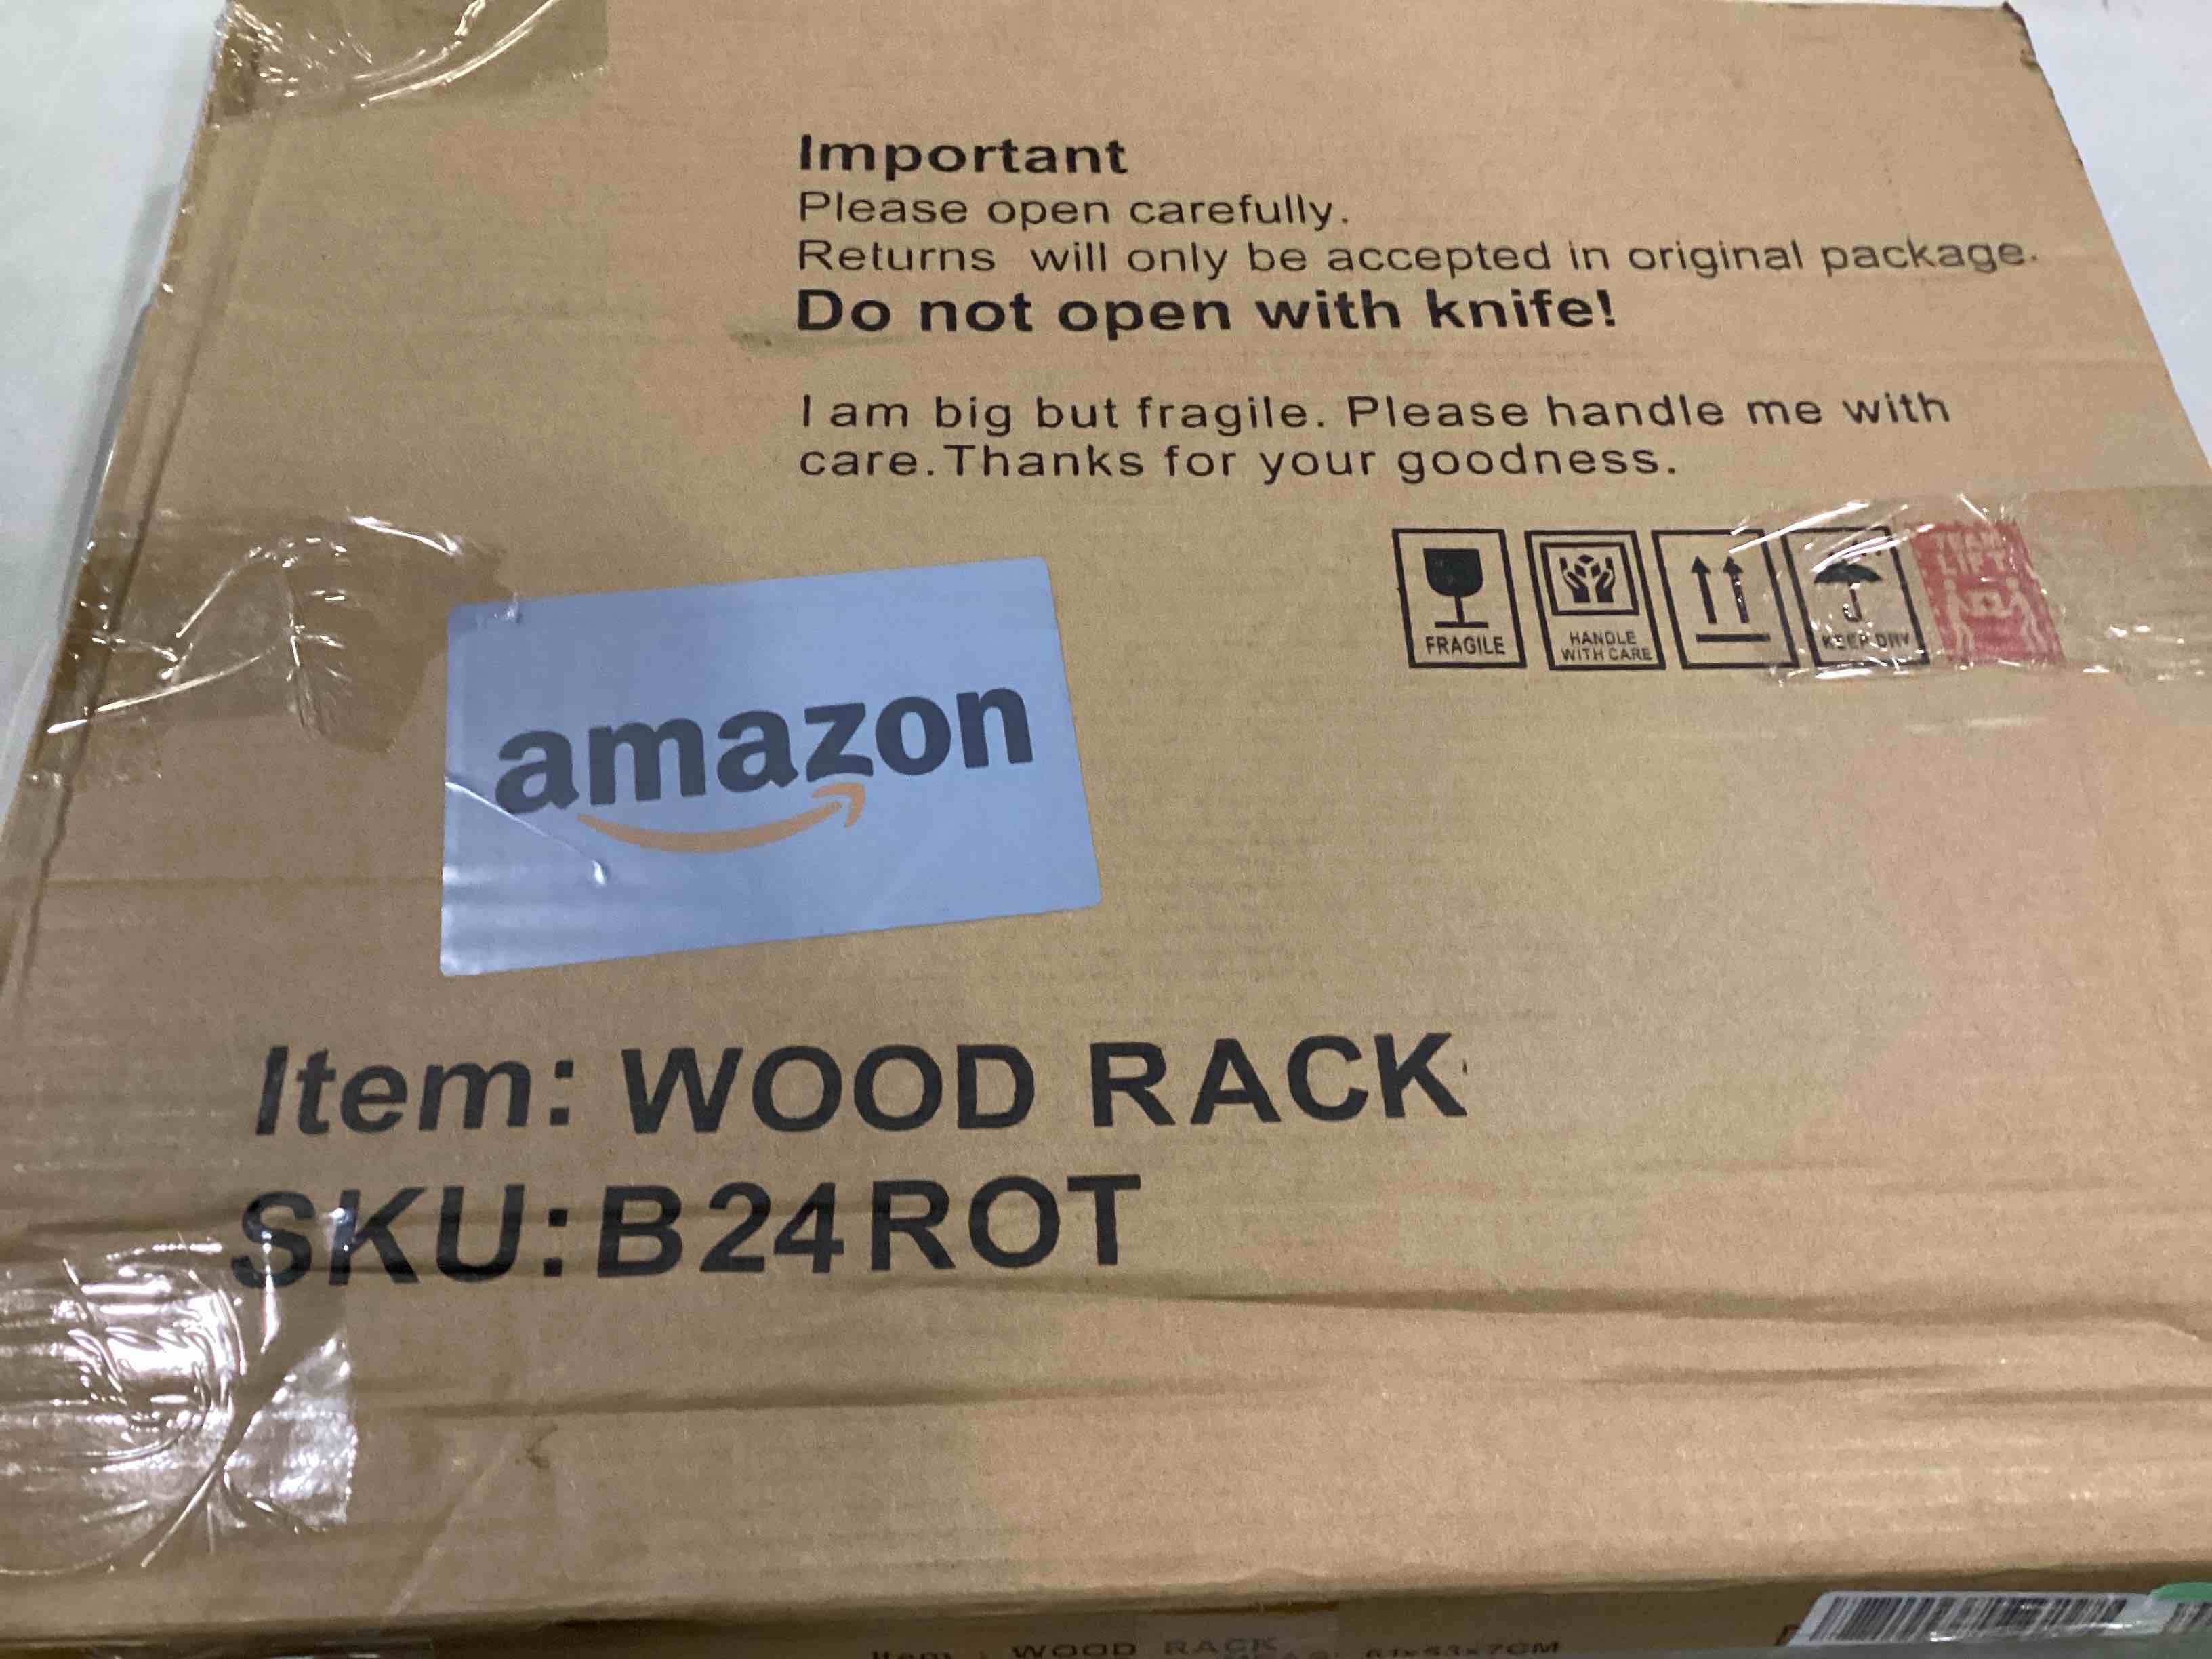 Important
Please open carefully.
Returns will only be accepted in original package.
Do not open with knife!
I am big but fragile. Please handle me with
care.Thanks for your goodness.
FRAGILE
HANDLE
WITH CARE
KEEP DRY
TEAM
LIFT
amazon
Item: WOOD RACK
SKU:B24ROT
Item : WOOD RACK